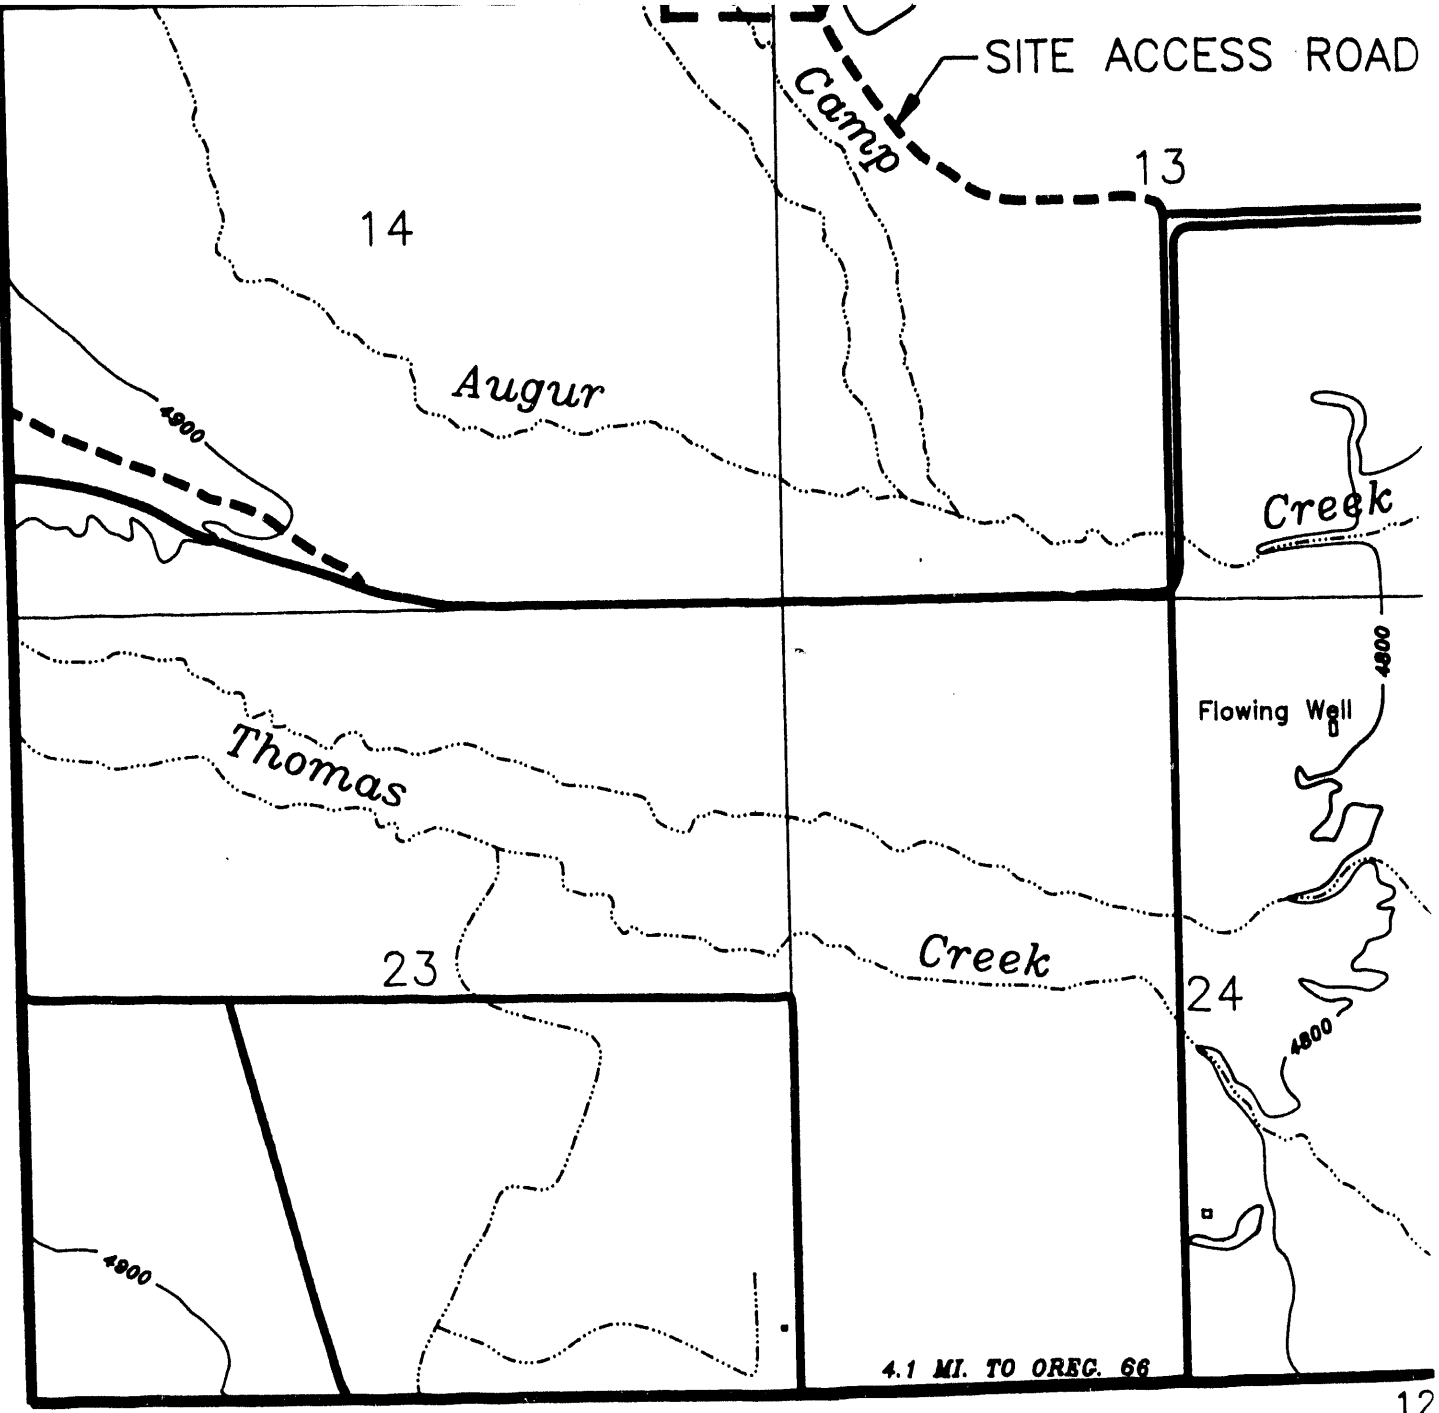 SITE ACCESS ROAD
Camp
13
14
Augur
4900
Creek
4800
Flowing Well
Thomas
Creek
23
24
4800
4900
4.1 MI. TO OREG. 66
12